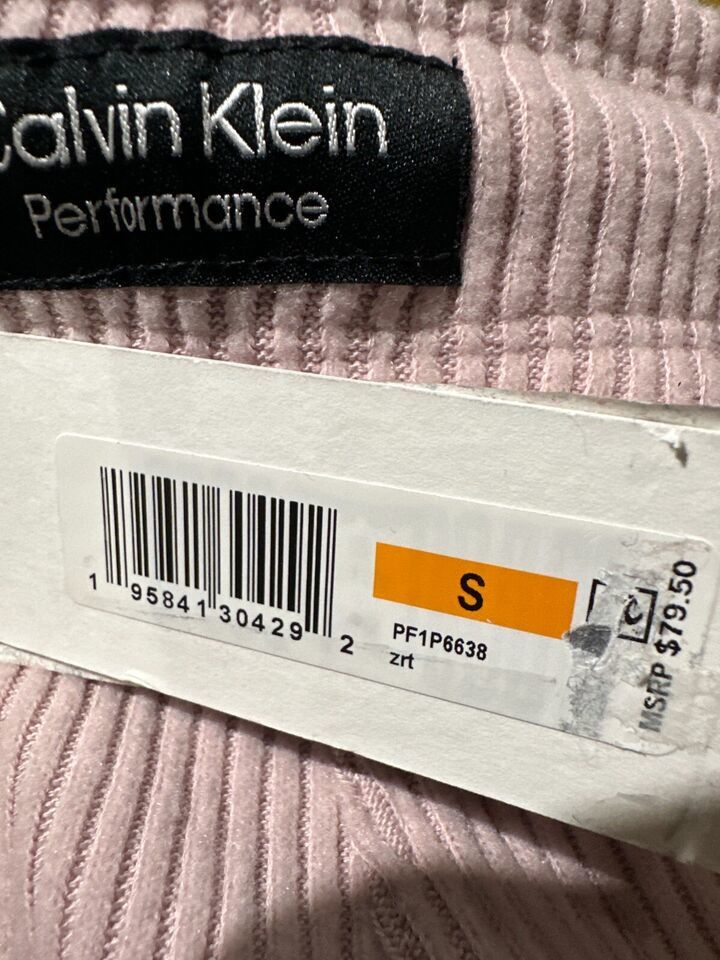 Calvin Klein
Performance
1 95841 30429 2
S
PF1P6638
zrt
MSRP $79.50